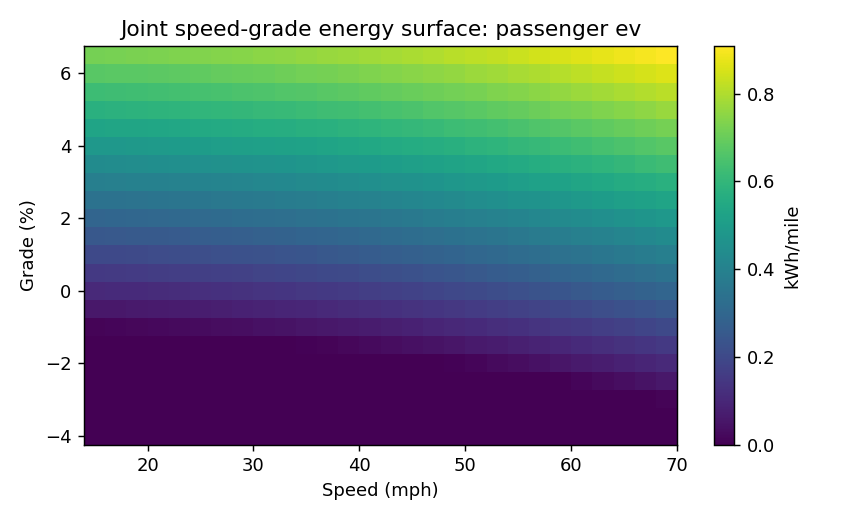 Joint speed-grade energy surface: passenger ev
6
4
2
0
−2
−4
Grade (%)
20 30 40 50 60 70
Speed (mph)
0.8
0.6
0.4
0.2
0.0
kWh/mile